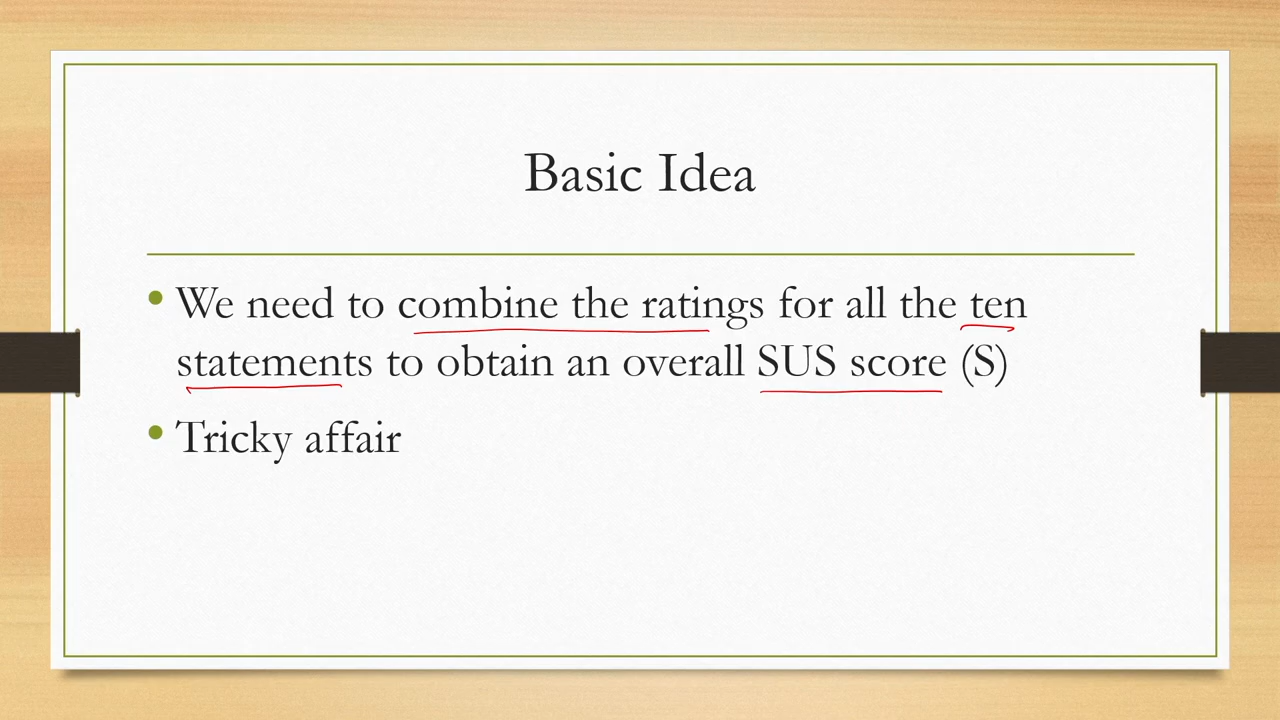 Basic Idea
• We need to combine the ratings for all the ten
statements to obtain an overall SUS score (S)
• Tricky affair